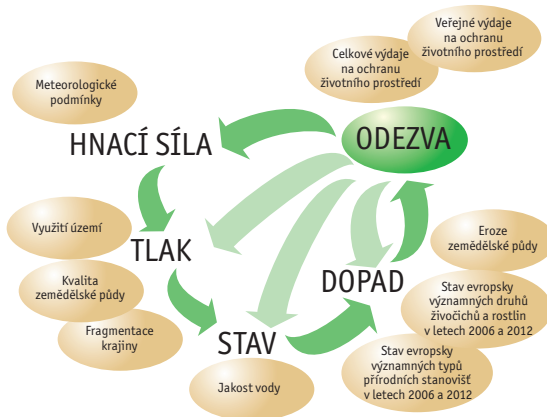 Veřejné výdaje
na ochranu
životního prostředí
Celkové výdaje
na ochranu
životního prostředí
Meteorologické
podmínky
HNACÍ SÍLA
ODEZVA
Využití území
TLAK
Kvalita
zemědělské půdy
Fragmentace
krajiny
STAV
Jakost vody
DOPAD
Eroze
zemědělské půdy
Stav evropsky
významných druhů
živočichů a rostlin
v letech 2006 a 2012
Stav evropsky
významných typů
přírodních stanovišť
v letech 2006 a 2012